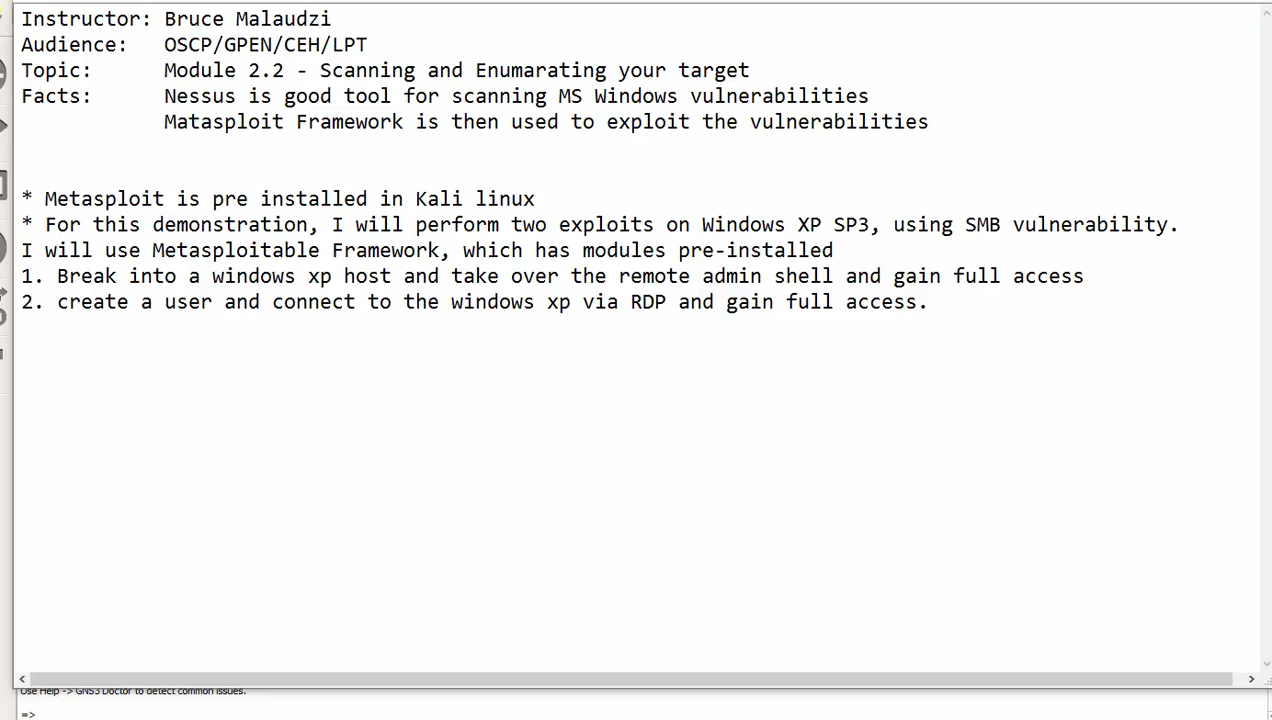 Instructor: Bruce Malaudzi
Audience: OSCP/GPEN/CEH/LPT
Topic: Module 2.2 - Scanning and Enumarating your target
Facts: Nessus is good tool for scanning MS Windows vulnerabilities
Matasploit Framework is then used to exploit the vulnerabilities
* Metasploit is pre installed in Kali linux
* For this demonstration, I will perform two exploits on Windows XP SP3, using SMB vulnerability.
I will use Metasploitable Framework, which has modules pre-installed
1. Break into a windows xp host and take over the remote admin shell and gain full access
2. create a user and connect to the windows xp via RDP and gain full access.
Use Help -> GNS3 Doctor to detect common issues.
=>